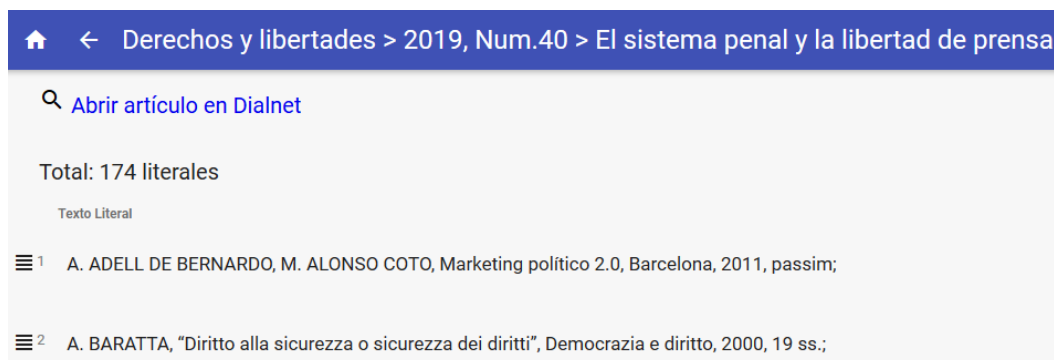 Derechos y libertades > 2019, Num.40 > El sistema penal y la libertad de prensa
Abrir artículo en Dialnet
Total: 174 literales
Texto Literal
1 A. ADELL DE BERNARDO, M. ALONSO COTO, Marketing político 2.0, Barcelona, 2011, passim;
2 A. BARATTA, “Diritto alla sicurezza o sicurezza dei diritti”, Democrazia e diritto, 2000, 19 ss.;